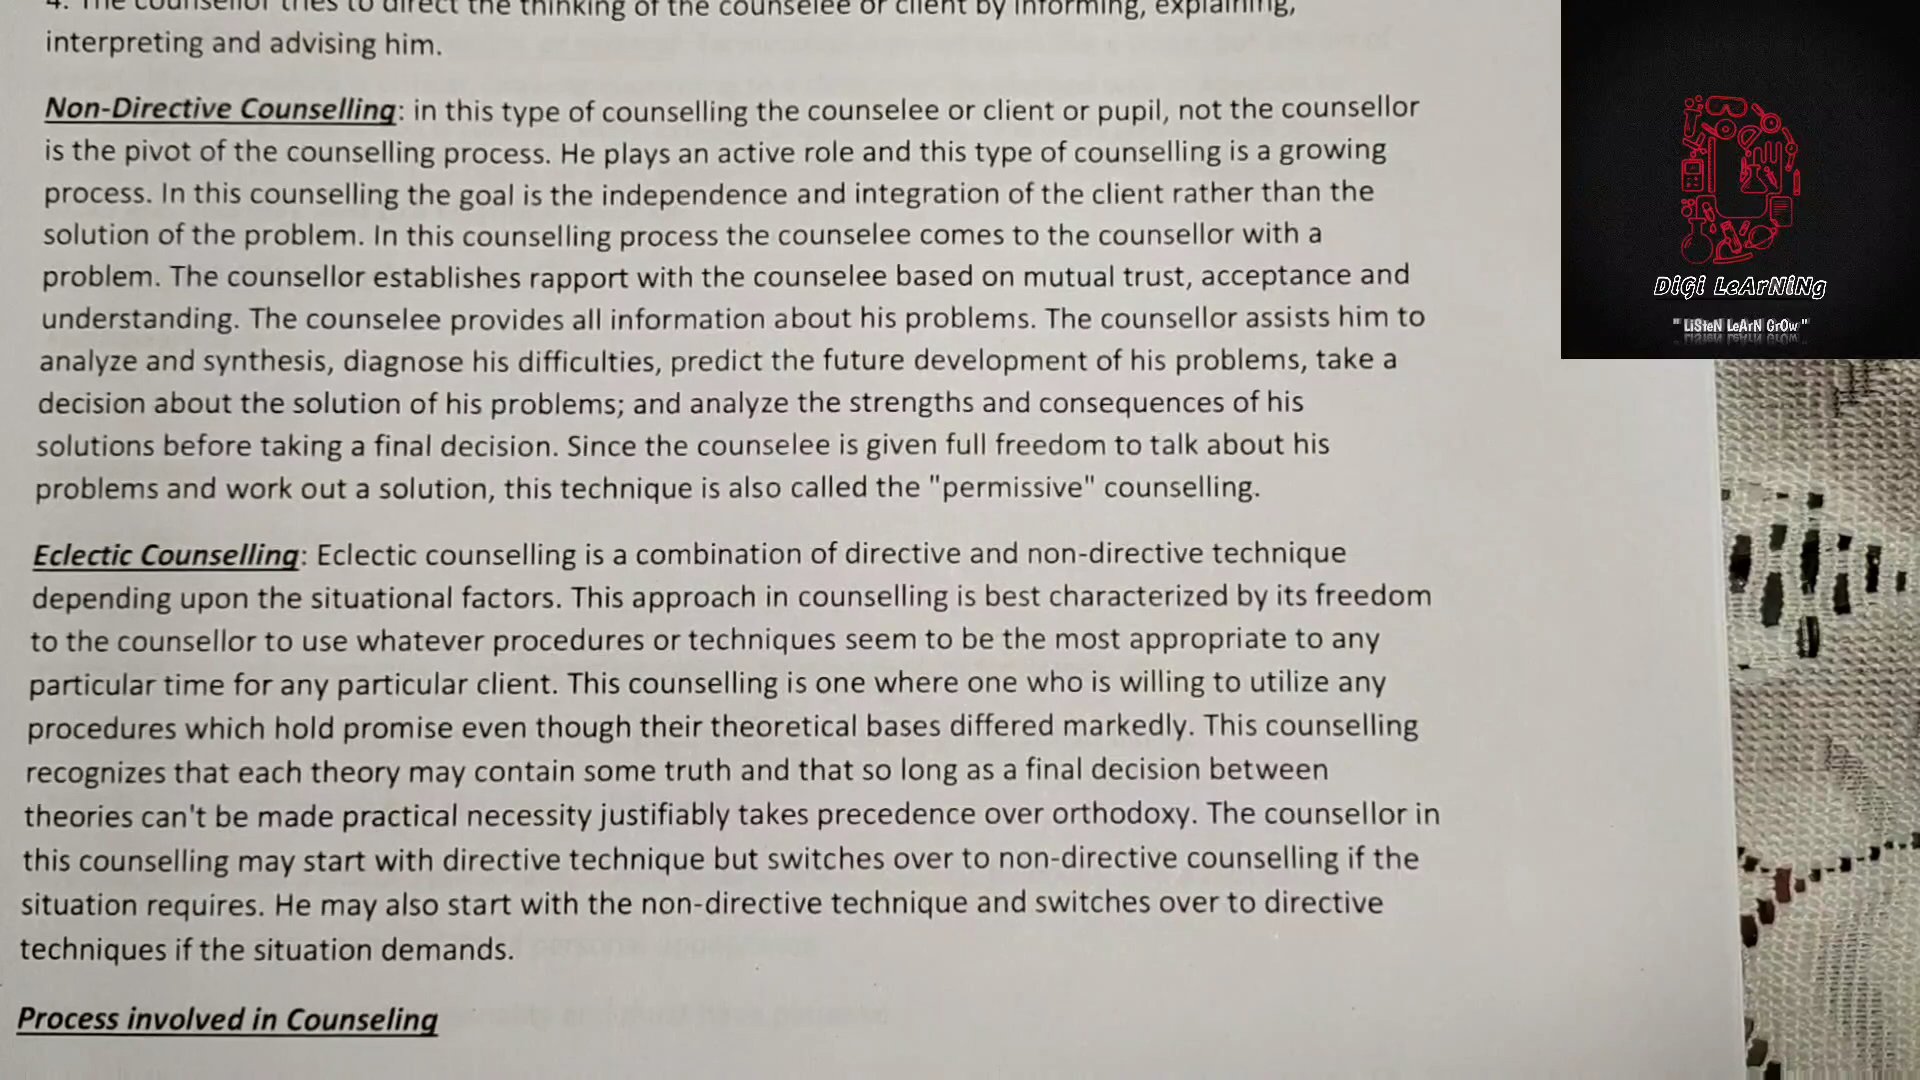 4. The counsellor tries to direct the thinking of the counselee or client by informing, explaining,
interpreting and advising him.
Non-Directive Counselling: in this type of counselling the counselee or client or pupil, not the counsellor
is the pivot of the counselling process. He plays an active role and this type of counselling is a growing
process. In this counselling the goal is the independence and integration of the client rather than the
solution of the problem. In this counselling process the counselee comes to the counsellor with a
problem. The counsellor establishes rapport with the counselee based on mutual trust, acceptance and
understanding. The counselee provides all information about his problems. The counsellor assists him to
analyze and synthesis, diagnose his difficulties, predict the future development of his problems, take a
decision about the solution of his problems; and analyze the strengths and consequences of his
solutions before taking a final decision. Since the counselee is given full freedom to talk about his
problems and work out a solution, this technique is also called the "permissive" counselling.
Eclectic Counselling: Eclectic counselling is a combination of directive and non-directive technique
depending upon the situational factors. This approach in counselling is best characterized by its freedom
to the counsellor to use whatever procedures or techniques seem to be the most appropriate to any
particular time for any particular client. This counselling is one where one who is willing to utilize any
procedures which hold promise even though their theoretical bases differed markedly. This counselling
recognizes that each theory may contain some truth and that so long as a final decision between
theories can't be made practical necessity justifiably takes precedence over orthodoxy. The counsellor in
this counselling may start with directive technique but switches over to non-directive counselling if the
situation requires. He may also start with the non-directive technique and switches over to directive
techniques if the situation demands.
Process involved in Counseling
DiGi LeArNiNg
" LiSteN LeArN GrOw "